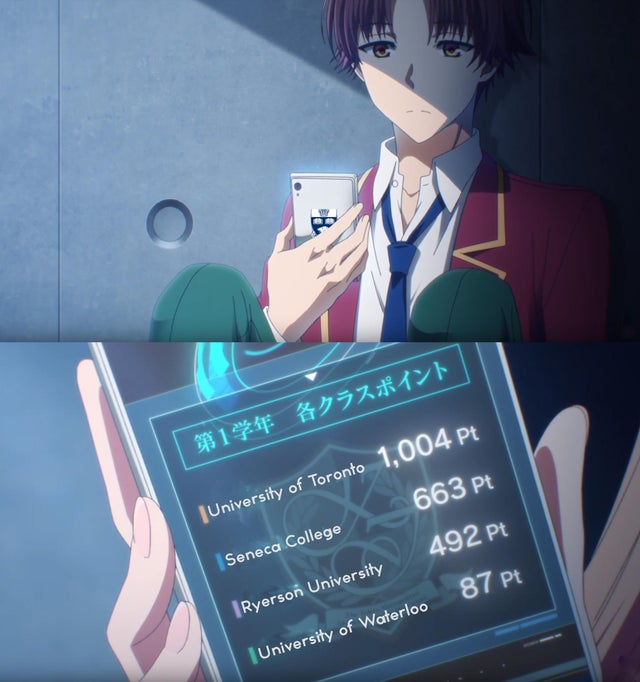 第1学年 各クラスポイント
University of Toronto 1,004 Pt
Seneca College 663 Pt
Ryerson University 492 Pt
University of Waterloo 87 Pt